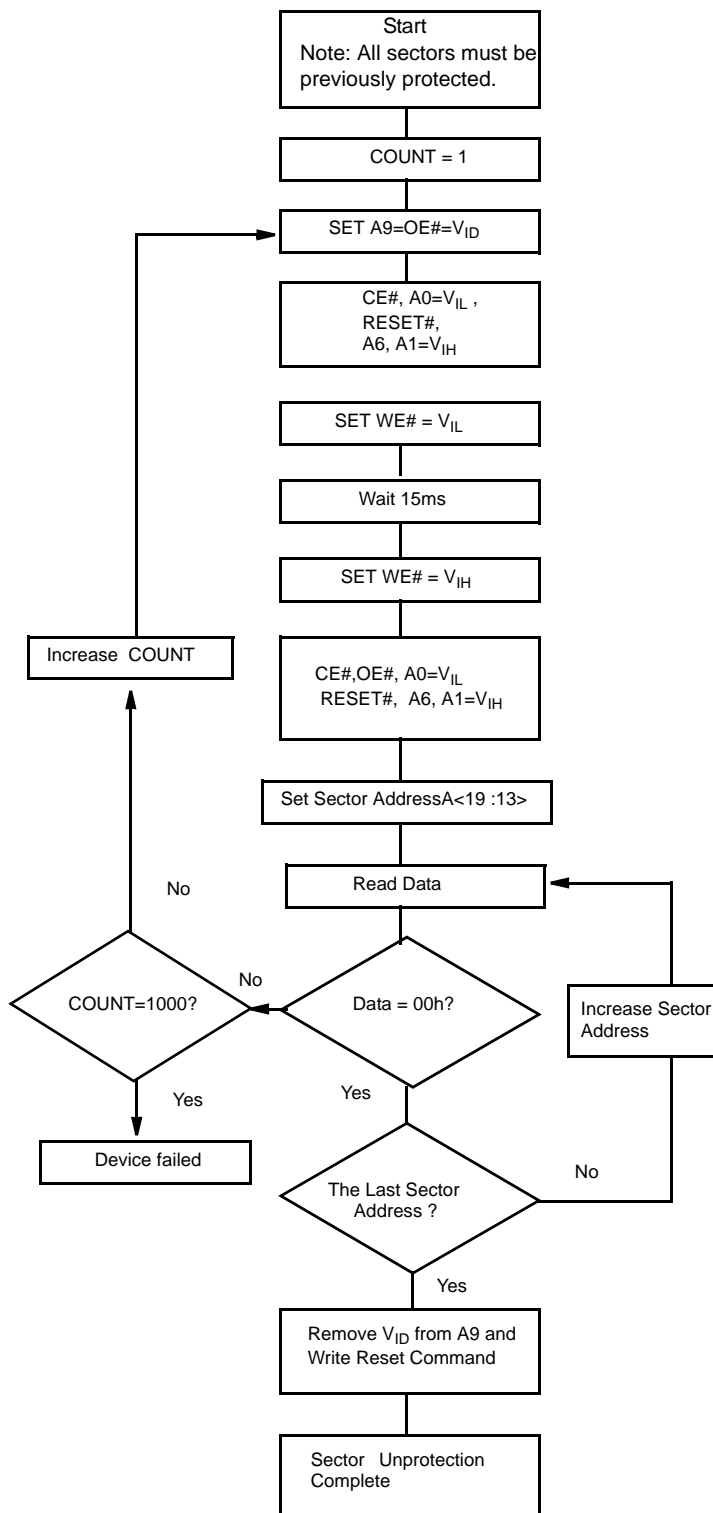 Start
Note: All sectors must be
previously protected.
COUNT = 1
SET A9=OE#=VID
CE#, A0=VIL ,
RESET#,
A6, A1=VIH
SET WE# = VIL
Wait 15ms
SET WE# = VIH
Increase COUNT
CE#,OE#, A0=VIL
RESET#, A6, A1=VIH
Set Sector AddressA<19 :13>
Read Data
No
COUNT=1000?
No
Data = 00h?
Increase Sector
Address
Yes
Yes
Device failed
The Last Sector
Address ?
No
Yes
Remove VID from A9 and
Write Reset Command
Sector Unprotection
Complete